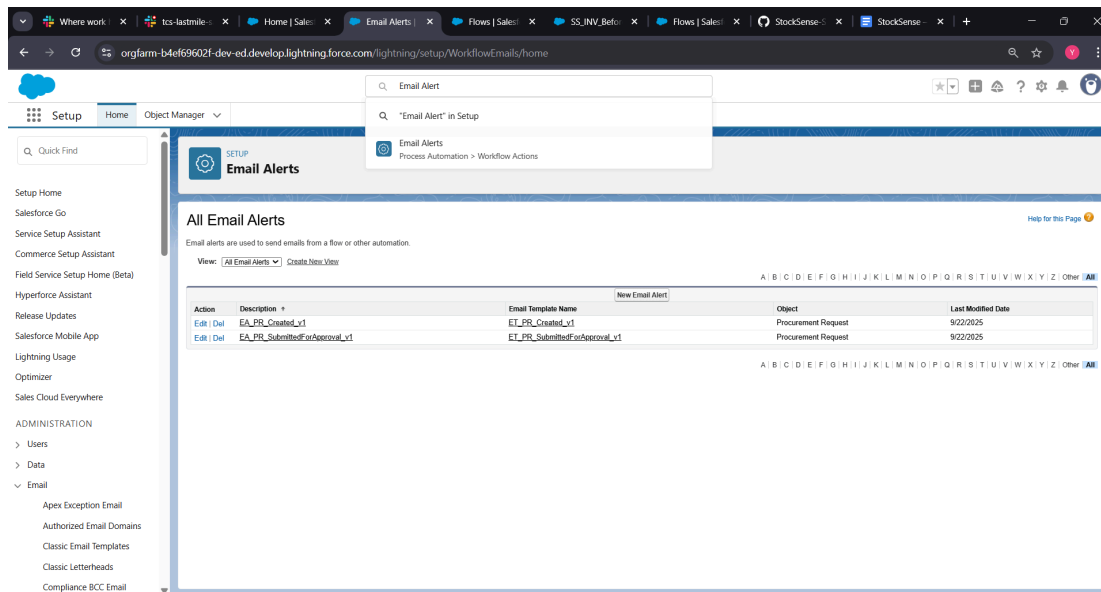 Where work
tcs-lastmile-s
Home | Sales
Email Alerts |
Flows | Salesf
SS_INV_Befor
Flows | Salesf
StockSense-S
StockSense –
orgfarm-b4ef69602f-dev-ed.develop.lightning.force.com/lightning/setup/WorkflowEmails/home
Y
Email Alert
"Email Alert" in Setup
Email Alerts
Process Automation > Workflow Actions
Setup
Home
Object Manager
Quick Find
Setup Home
Salesforce Go
Service Setup Assistant
Commerce Setup Assistant
Field Service Setup Home (Beta)
Hyperforce Assistant
Release Updates
Salesforce Mobile App
Lightning Usage
Optimizer
Sales Cloud Everywhere
ADMINISTRATION
Users
Data
Email
Apex Exception Email
Authorized Email Domains
Classic Email Templates
Classic Letterheads
Compliance BCC Email
SETUP
Email Alerts
All Email Alerts
Help for this Page
Email alerts are used to send emails from a flow or other automation.
View: All Email Alerts Create New View
A | B | C | D | E | F | G | H | I | J | K | L | M | N | O | P | Q | R | S | T | U | V | W | X | Y | Z | Other | All
New Email Alert
Action Description ↑ Email Template Name Object Last Modified Date
Edit | Del EA_PR_Created_v1 ET_PR_Created_v1 Procurement Request 9/22/2025
Edit | Del EA_PR_SubmittedForApproval_v1 ET_PR_SubmittedForApproval_v1 Procurement Request 9/22/2025
A | B | C | D | E | F | G | H | I | J | K | L | M | N | O | P | Q | R | S | T | U | V | W | X | Y | Z | Other | All